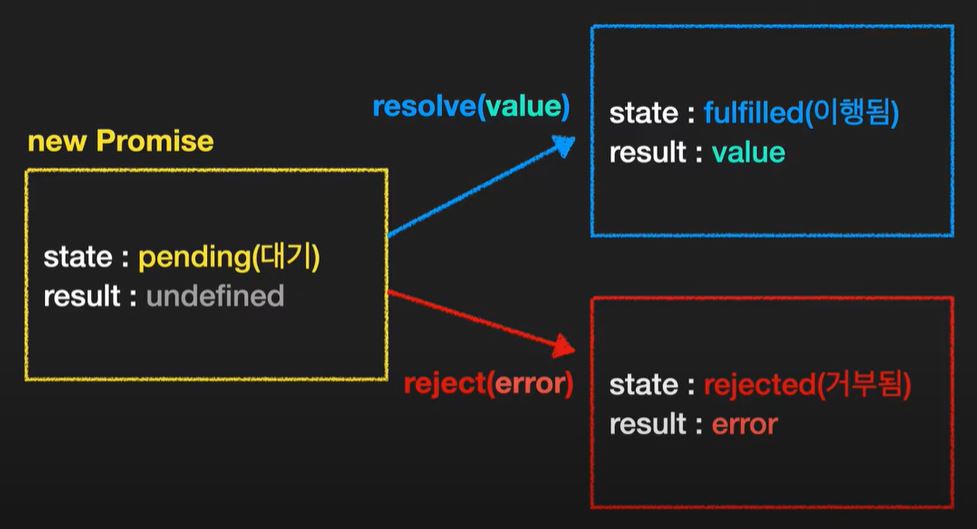 new Promise
state : pending(대기)
result : undefined
resolve(value)
state : fulfilled(이행됨)
result : value
reject(error)
state : rejected(거부됨)
result : error